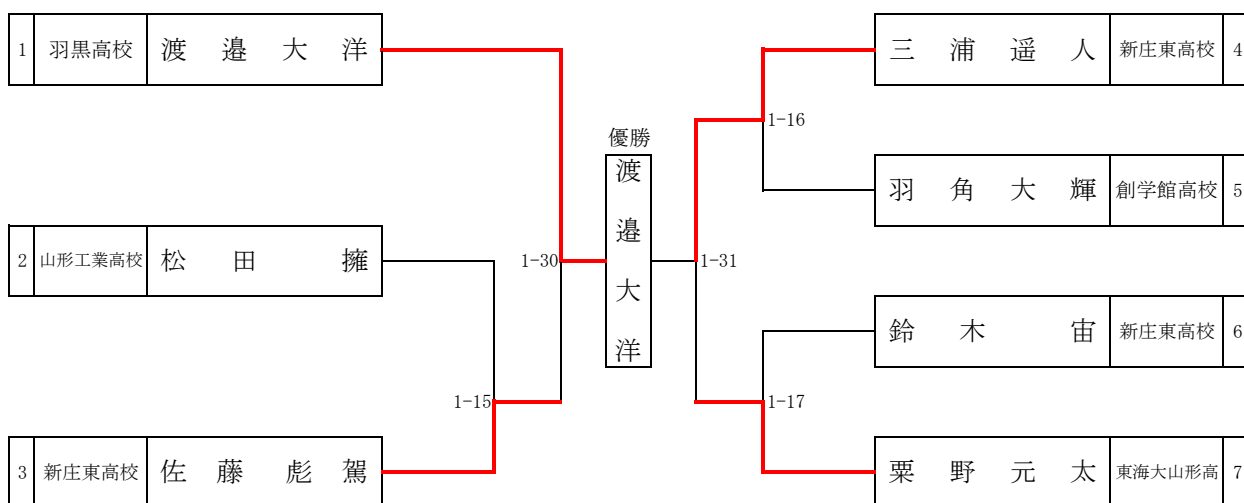 1 羽黒高校 渡邉大洋
2 山形工業高校 松田擁
3 新庄東高校 佐藤彪駕
1-15
1-30
優勝
渡邉大洋
1-31
1-16
1-17
三浦遥人 新庄東高校 4
羽角大輝 創学館高校 5
鈴木宙 新庄東高校 6
粟野元太 東海大山形高 7